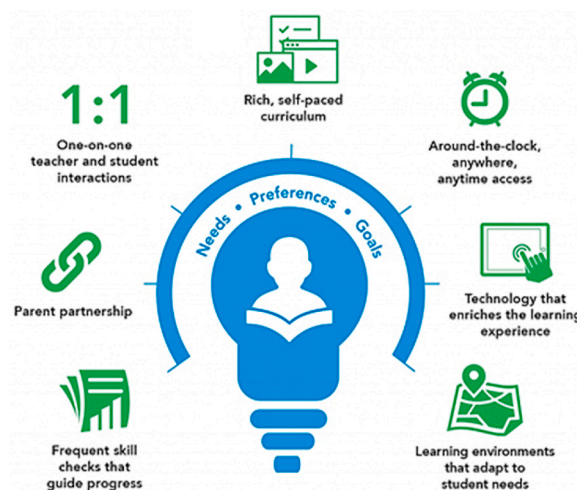 Rich, self-paced
curriculum
1:1
One-on-one
teacher and student
interactions
Around-the-clock,
anywhere,
anytime access
Needs • Preferences • Goals
Parent partnership
Technology that
enriches the learning
experience
Frequent skill
checks that
guide progress
Learning environments
that adapt to
student needs